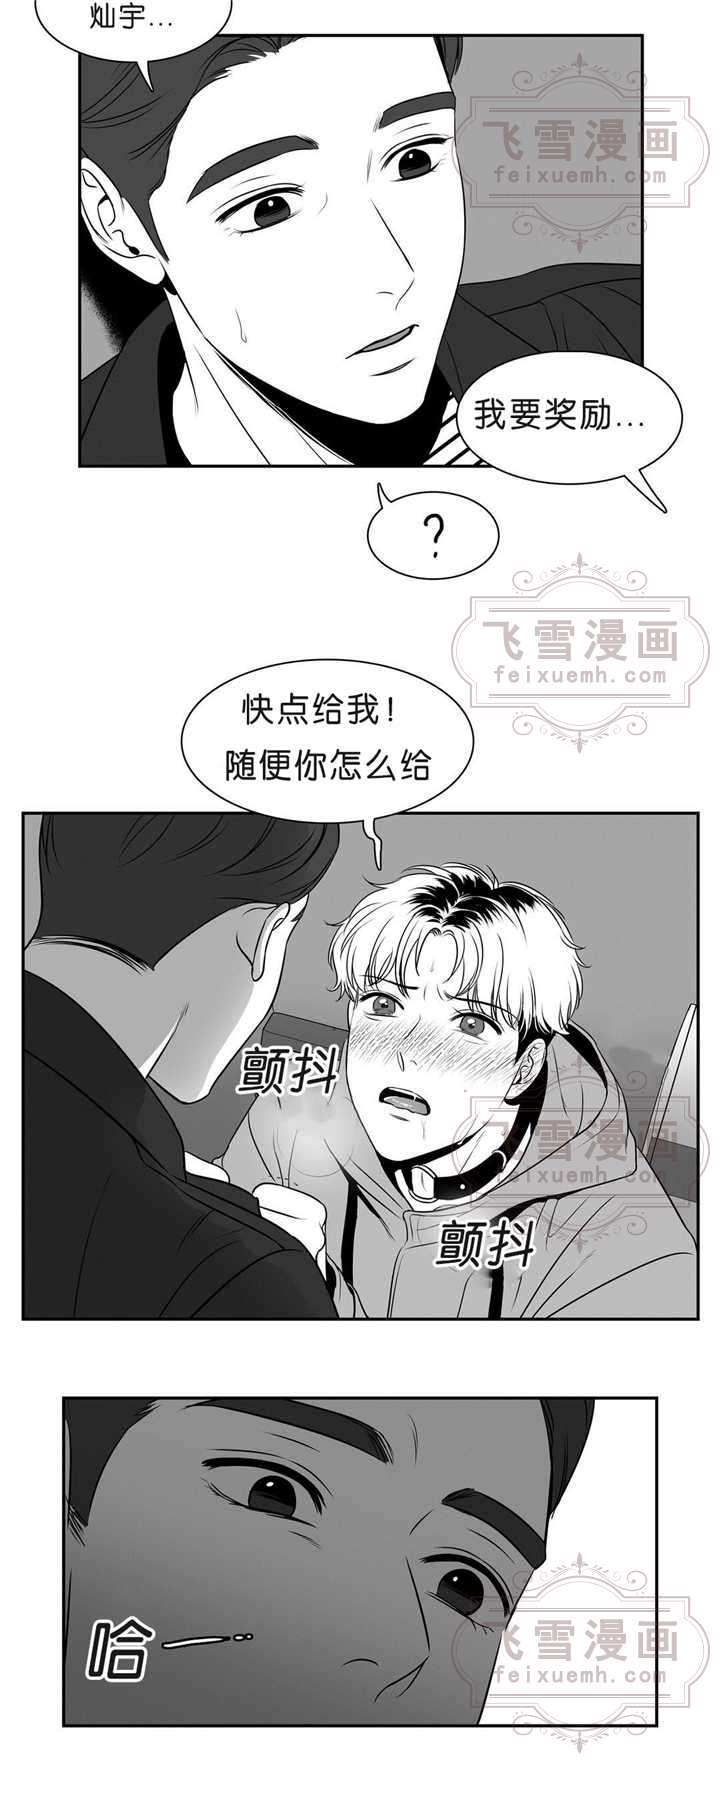 灿宇…
飞雪漫画
feixuemh.com
我要奖励…
?
飞雪漫画
feixuemh.com
快点给我!
随便你怎么给
颤抖
飞雪漫画
feixuemh.com
颤抖
哈
飞雪漫画
feixuemh.com